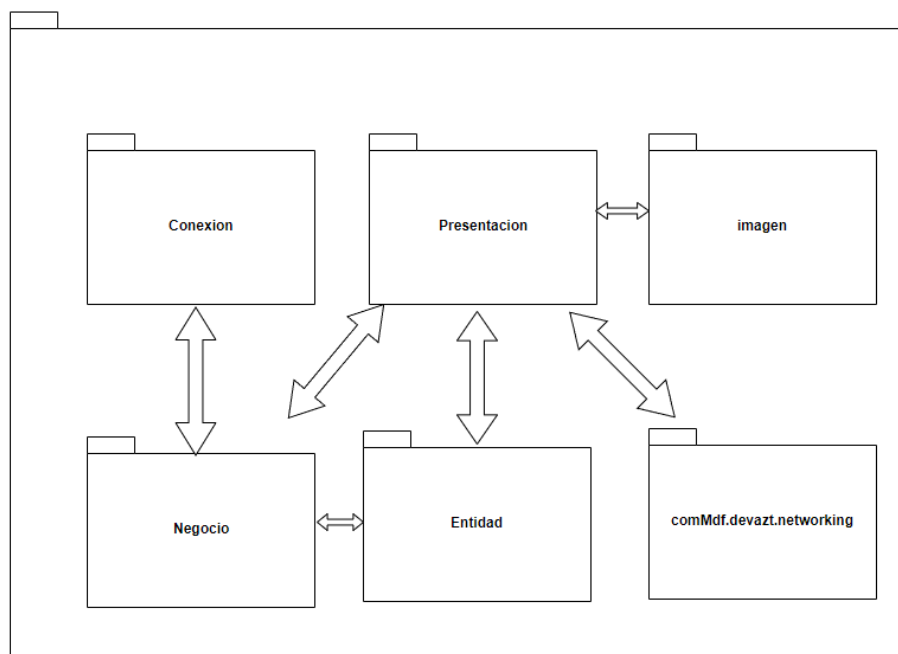 Conexion
Presentacion
imagen
Negocio
Entidad
comMdf.devazt.networking